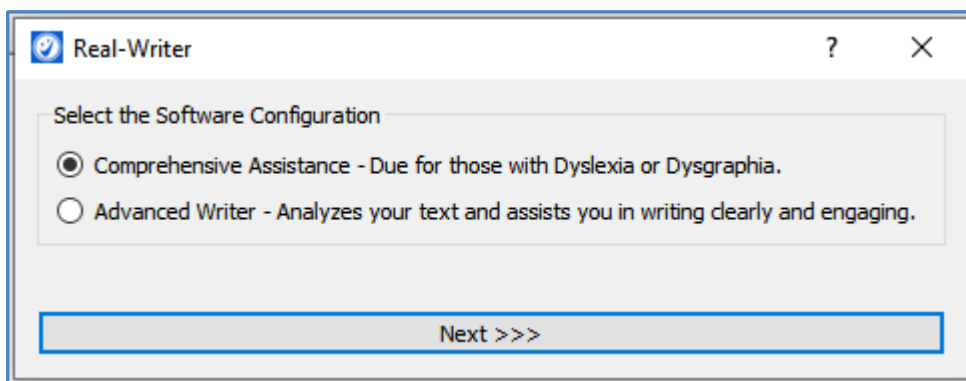 Real-Writer ?
Select the Software Configuration
Comprehensive Assistance - Due for those with Dyslexia or Dysgraphia.
Advanced Writer - Analyzes your text and assists you in writing clearly and engaging.
Next >>>